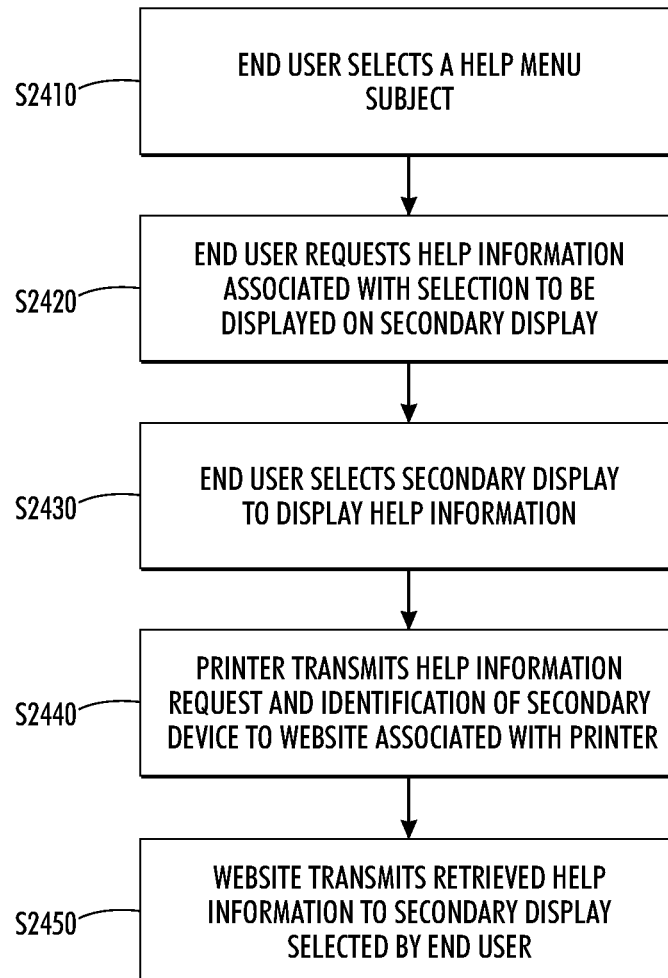 S2410
END USER SELECTS A HELP MENU
SUBJECT
S2420
END USER REQUESTS HELP INFORMATION
ASSOCIATED WITH SELECTION TO BE
DISPLAYED ON SECONDARY DISPLAY
S2430
END USER SELECTS SECONDARY DISPLAY
TO DISPLAY HELP INFORMATION
S2440
PRINTER TRANSMITS HELP INFORMATION
REQUEST AND IDENTIFICATION OF SECONDARY
DEVICE TO WEBSITE ASSOCIATED WITH PRINTER
S2450
WEBSITE TRANSMITS RETRIEVED HELP
INFORMATION TO SECONDARY DISPLAY
SELECTED BY END USER